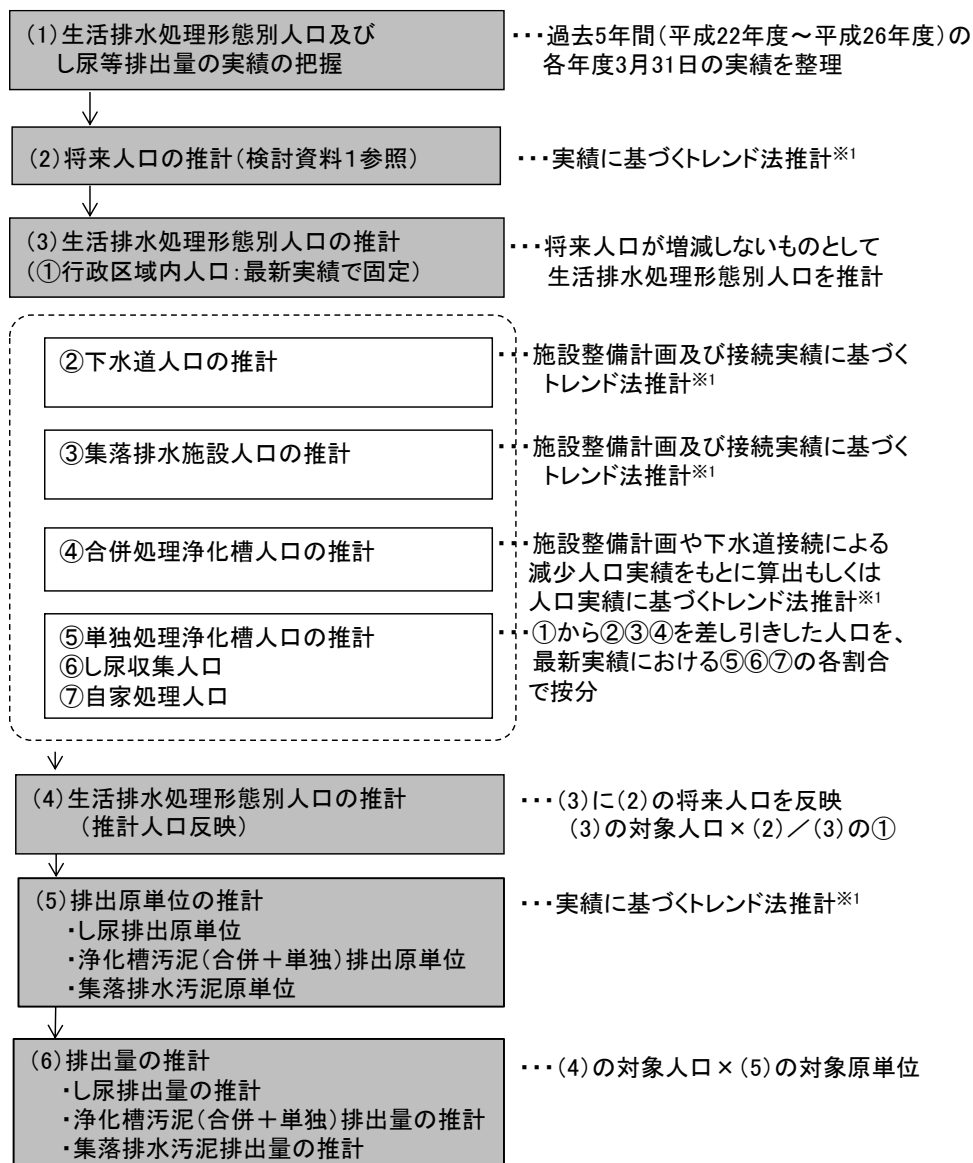 (1)生活排水処理形態別人口及び
し尿等排出量の実績の把握
・・・過去5年間(平成22年度~平成26年度)の
各年度3月31日の実績を整理
(2)将来人口の推計(検討資料1参照)
・・・実績に基づくトレンド法推計※1
(3)生活排水処理形態別人口の推計
(①行政区域内人口:最新実績で固定)
・・・将来人口が増減しないものとして
生活排水処理形態別人口を推計
②下水道人口の推計
・・・施設整備計画及び接続実績に基づく
トレンド法推計※1
③集落排水施設人口の推計
・・・施設整備計画及び接続実績に基づく
トレンド法推計※1
④合併処理浄化槽人口の推計
・・・施設整備計画や下水道接続による
減少人口実績をもとに算出もしくは
人口実績に基づくトレンド法推計※1
⑤単独処理浄化槽人口の推計
⑥し尿収集人口
⑦自家処理人口
・・・①から②③④を差し引きした人口を、
最新実績における⑤⑥⑦の各割合
で按分
(4)生活排水処理形態別人口の推計
(推計人口反映)
・・・(3)に(2)の将来人口を反映
(3)の対象人口×(2)/(3)の①
(5)排出原単位の推計
・し尿排出原単位
・浄化槽汚泥(合併+単独)排出原単位
・集落排水汚泥原単位
・・・実績に基づくトレンド法推計※1
(6)排出量の推計
・し尿排出量の推計
・浄化槽汚泥(合併+単独)排出量の推計
・集落排水汚泥排出量の推計
・・・(4)の対象人口×(5)の対象原単位